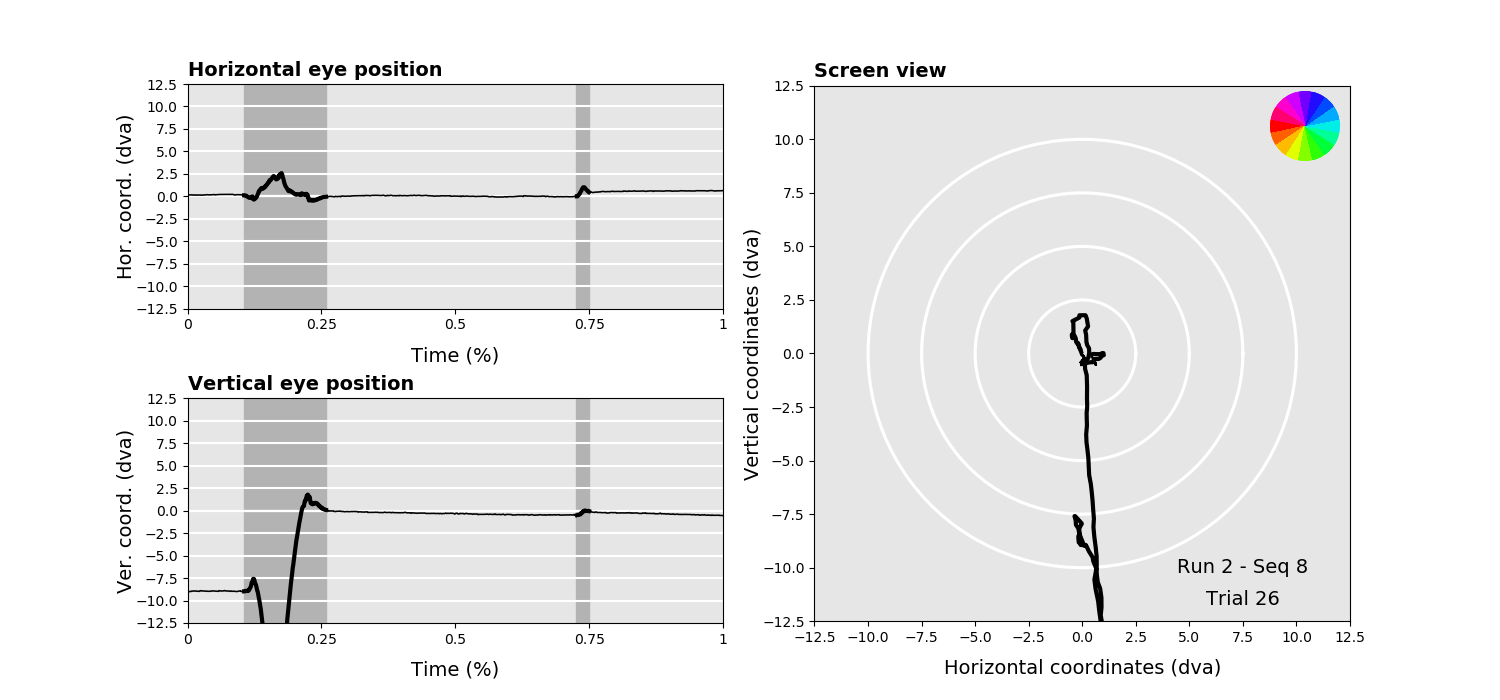 Horizontal eye position
12.5
10.0
7.5
5.0
2.5
0.0
−2.5
−5.0
−7.5
−10.0
−12.5
Hor. coord. (dva)
0 0.25 0.5 0.75 1
Time (%)
Vertical eye position
12.5
10.0
7.5
5.0
2.5
0.0
−2.5
−5.0
−7.5
−10.0
−12.5
Ver. coord. (dva)
0 0.25 0.5 0.75 1
Time (%)
Screen view
12.5
10.0
7.5
5.0
2.5
0.0
−2.5
−5.0
−7.5
−10.0
−12.5
Vertical coordinates (dva)
Run 2 - Seq 8
Trial 26
−12.5 −10.0 −7.5 −5.0 −2.5 0.0 2.5 5.0 7.5 10.0 12.5
Horizontal coordinates (dva)